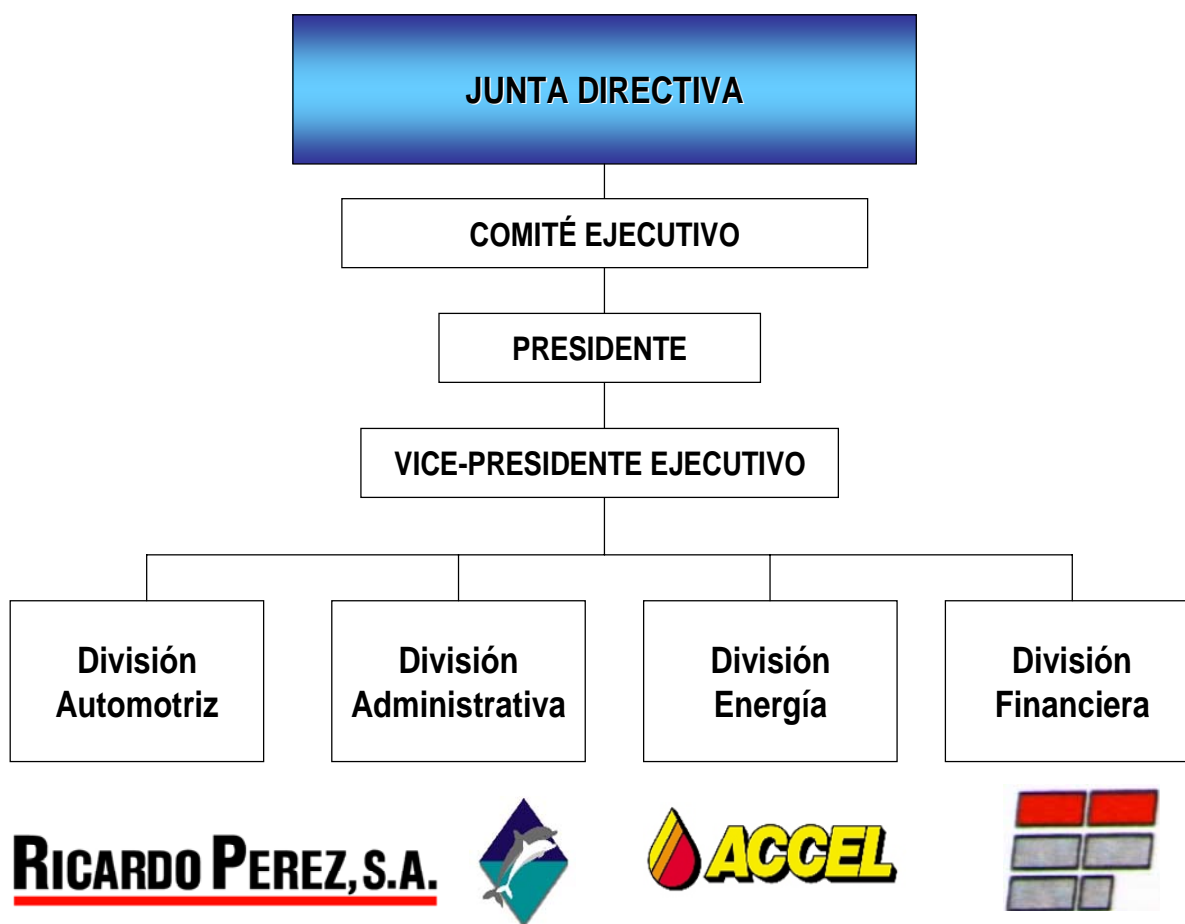 JUNTA DIRECTIVA
COMITÉ EJECUTIVO
PRESIDENTE
VICE-PRESIDENTE EJECUTIVO
División
Automotriz
División
Administrativa
División
Energía
División
Financiera
RICARDO PEREZ, S.A.
ACCEL